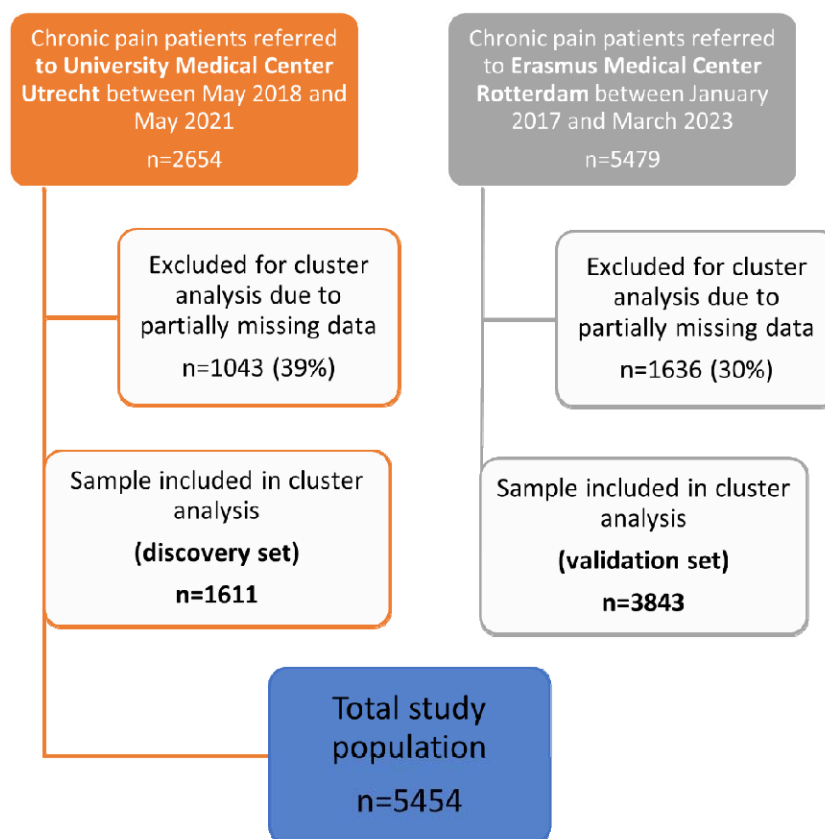 Chronic pain patients referred
to University Medical Center
Utrecht between May 2018 and
May 2021
n=2654
Chronic pain patients referred
to Erasmus Medical Center
Rotterdam between January
2017 and March 2023
n=5479
Excluded for cluster
analysis due to
partially missing data
n=1043 (39%)
Excluded for cluster
analysis due to
partially missing data
n=1636 (30%)
Sample included in cluster
analysis
(discovery set)
n=1611
Sample included in cluster
analysis
(validation set)
n=3843
Total study
population
n=5454